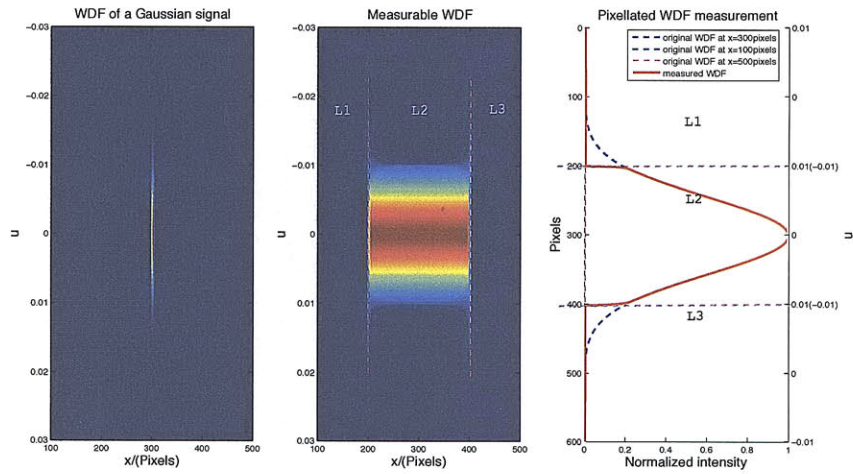 WDF of a Gaussian signal
-0.03
-0.02
-0.01
0
0.01
0.02
0.03
u
100
200
300
400
500
x/(Pixels)
Measurable WDF
-0.03
-0.02
-0.01
0
0.01
0.02
0.03
u
L1
L2
L3
100
200
300
400
500
x/(Pixels)
Pixellated WDF measurement
original WDF at x=300pixels
original WDF at x=100pixels
original WDF at x=500pixels
measured WDF
0
100
200
300
400
500
600
Pixels
L1
L2
L3
0.01
0
0.01(-0.01)
0
0.01(-0.01)
0
-0.01
u
0
0.2
0.4
0.6
0.8
1
Normalized intensity